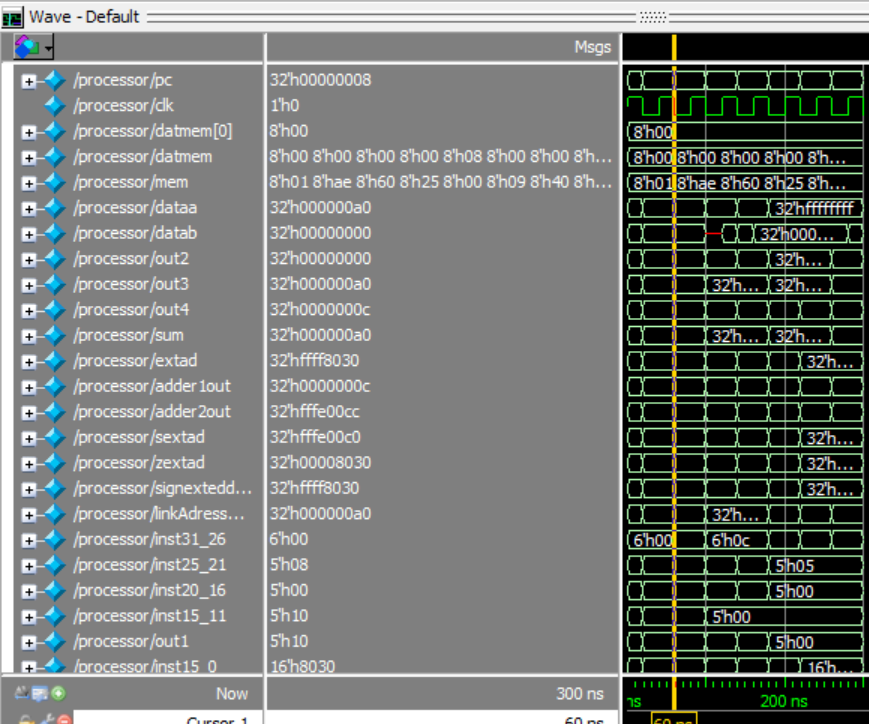 Wave - Default
Msgs
/processor/pc 32'h00000008
/processor/clk 1'h0
/processor/datmem[0] 8'h00 8'h00
/processor/datmem 8'h00 8'h00 8'h00 8'h00 8'h08 8'h00 8'h00 8'h... 8'h00 8'h00 8'h00 8'h00 8'h...
/processor/mem 8'h01 8'hae 8'h60 8'h25 8'h00 8'h09 8'h40 8'h... 8'h01 8'hae 8'h60 8'h25 8'h...
/processor/dataa 32'h000000a0 32'hffffffff
/processor/datab 32'h00000000 32'h000...
/processor/out2 32'h00000000 32'h...
/processor/out3 32'h000000a0 32'h... 32'h...
/processor/out4 32'h0000000c
/processor/sum 32'h000000a0 32'h... 32'h...
/processor/extad 32'hffff8030 32'h...
/processor/adder1out 32'h0000000c
/processor/adder2out 32'hfffe00cc
/processor/sextad 32'hfffe00c0 32'h...
/processor/zextad 32'h00008030 32'h...
/processor/signextedd... 32'hffff8030 32'h...
/processor/linkAdress... 32'h000000a0 32'h...
/processor/inst31_26 6'h00 6'h00 6'h0c
/processor/inst25_21 5'h08 5'h05
/processor/inst20_16 5'h00 5'h00
/processor/inst15_11 5'h10 5'h00
/processor/out1 5'h10 5'h00
/processor/inst15_0 16'h8030 16'h...
Now 300 ns ns 200 ns
Cursor 1 60 ns 60 ns